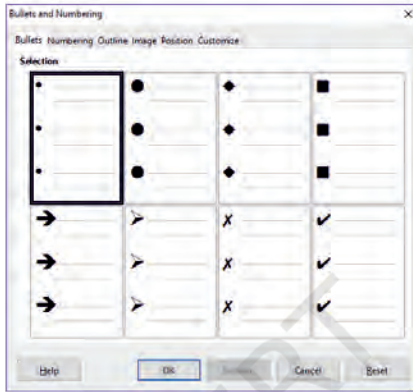 Bullets and Numbering
Bullets Numbering Outline Image Position Customize
Selection
Help OK Cancel Reset